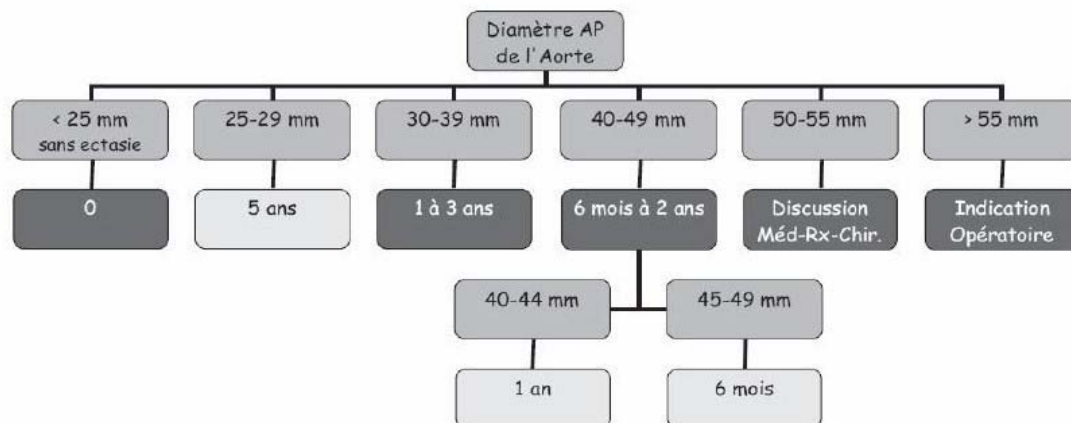 Diamètre AP
de l'Aorte
< 25 mm
sans ectasie
25-29 mm
30-39 mm
40-49 mm
50-55 mm
> 55 mm
0
5 ans
1 à 3 ans
6 mois à 2 ans
Discussion
Méd-Rx-Chir.
Indication
Opératoire
40-44 mm
45-49 mm
1 an
6 mois